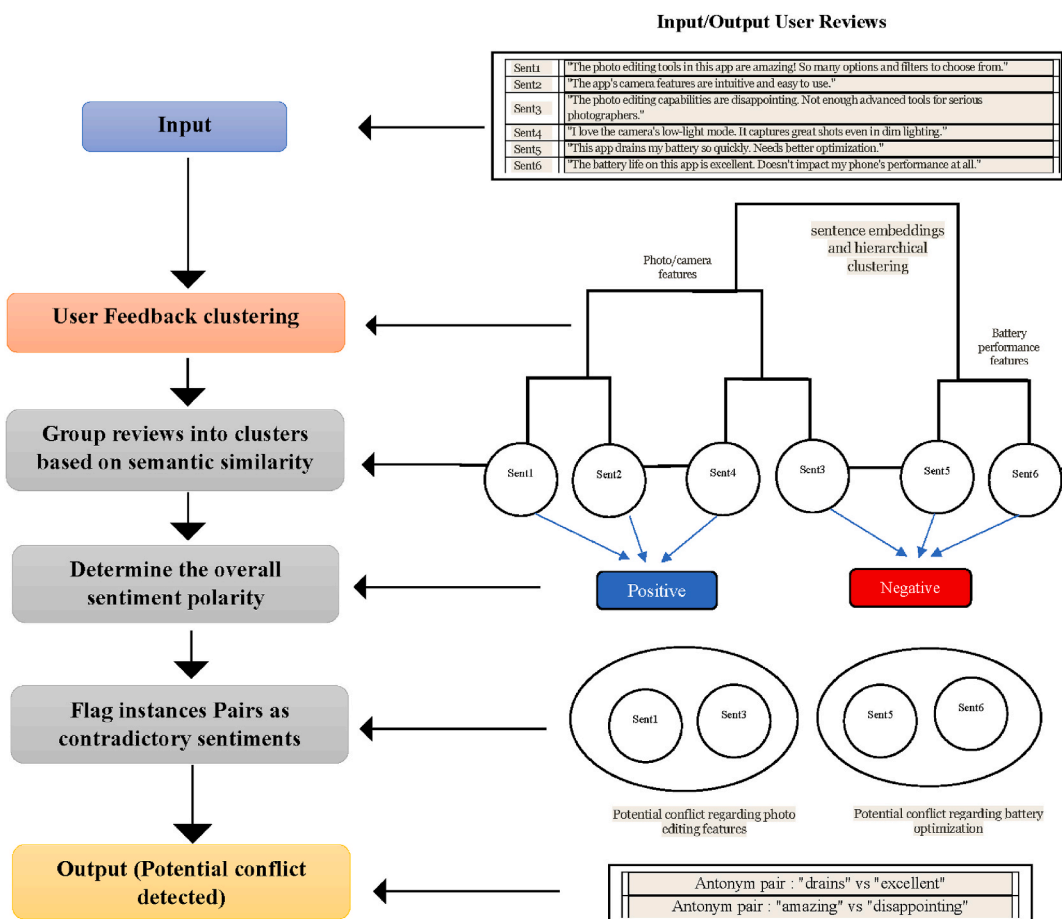 Input/Output User Reviews
Sent1 "The photo editing tools in this app are amazing! So many options and filters to choose from."
Sent2 "The app's camera features are intuitive and easy to use."
Sent3 "The photo editing capabilities are disappointing. Not enough advanced tools for serious
photographers."
Sent4 "I love the camera's low-light mode. It captures great shots even in dim lighting."
Sent5 "This app drains my battery so quickly. Needs better optimization."
Sent6 "The battery life on this app is excellent. Doesn't impact my phone's performance at all."
Input
sentence embeddings
and hierarchical
clustering
Photo/camera
features
User Feedback clustering
Battery
performance
features
Group reviews into clusters
based on semantic similarity
Sent1
Sent2
Sent4
Sent3
Sent5
Sent6
Determine the overall
sentiment polarity
Positive
Negative
Flag instances Pairs as
contradictory sentiments
Sent1
Sent3
Sent5
Sent6
Potential conflict regarding photo
editing features
Potential conflict regarding battery
optimization
Output (Potential conflict
detected)
Antonym pair : "drains" vs "excellent"
Antonym pair : "amazing" vs "disappointing"